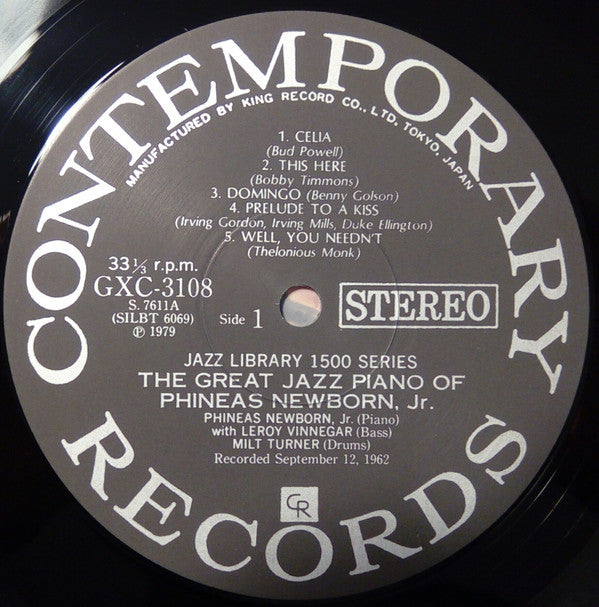 CONTEMPORARY
MANUFACTURED BY KING RECORD CO., LTD. TOKYO, JAPAN
1. CELIA
(Bud Powell)
2. THIS HERE
(Bobby Timmons)
3. DOMINGO (Benny Golson)
4. PRELUDE TO A KISS
(Irving Gordon, Irving Mills, Duke Ellington)
5. WELL, YOU NEEDN'T
(Thelonious Monk)
33 1/3 r.p.m.
GXC-3108
S. 7611A
(SILBT 6069)
℗ 1979
Side 1
STEREO
JAZZ LIBRARY 1500 SERIES
THE GREAT JAZZ PIANO OF
PHINEAS NEWBORN, Jr.
PHINEAS NEWBORN, Jr. (Piano)
with LEROY VINNEGAR (Bass)
MILT TURNER (Drums)
Recorded September 12, 1962
CR
RECORDS